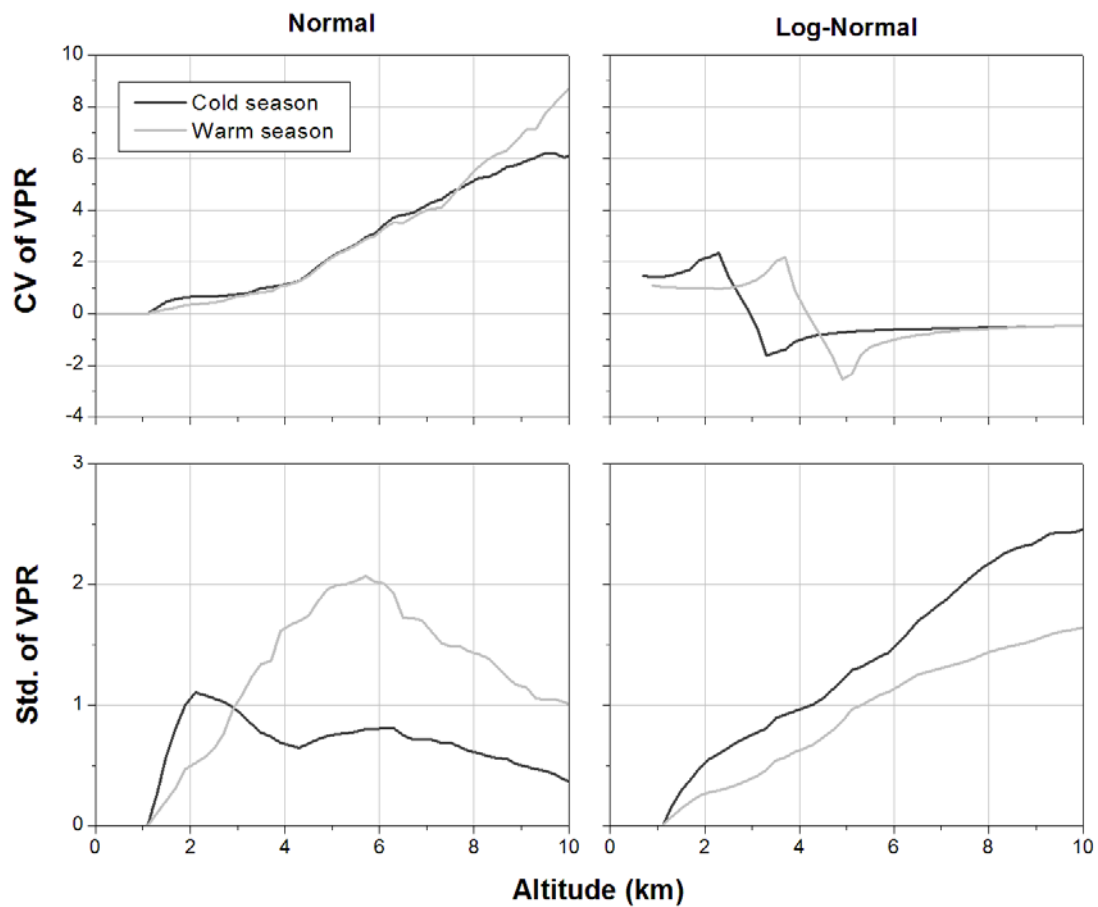 Normal
Log-Normal
CV of VPR
10
8
6
4
2
0
-2
-4
Cold season
Warm season
Std. of VPR
3
2
1
0
0 2 4 6 8 10
2 4 6 8 10
Altitude (km)